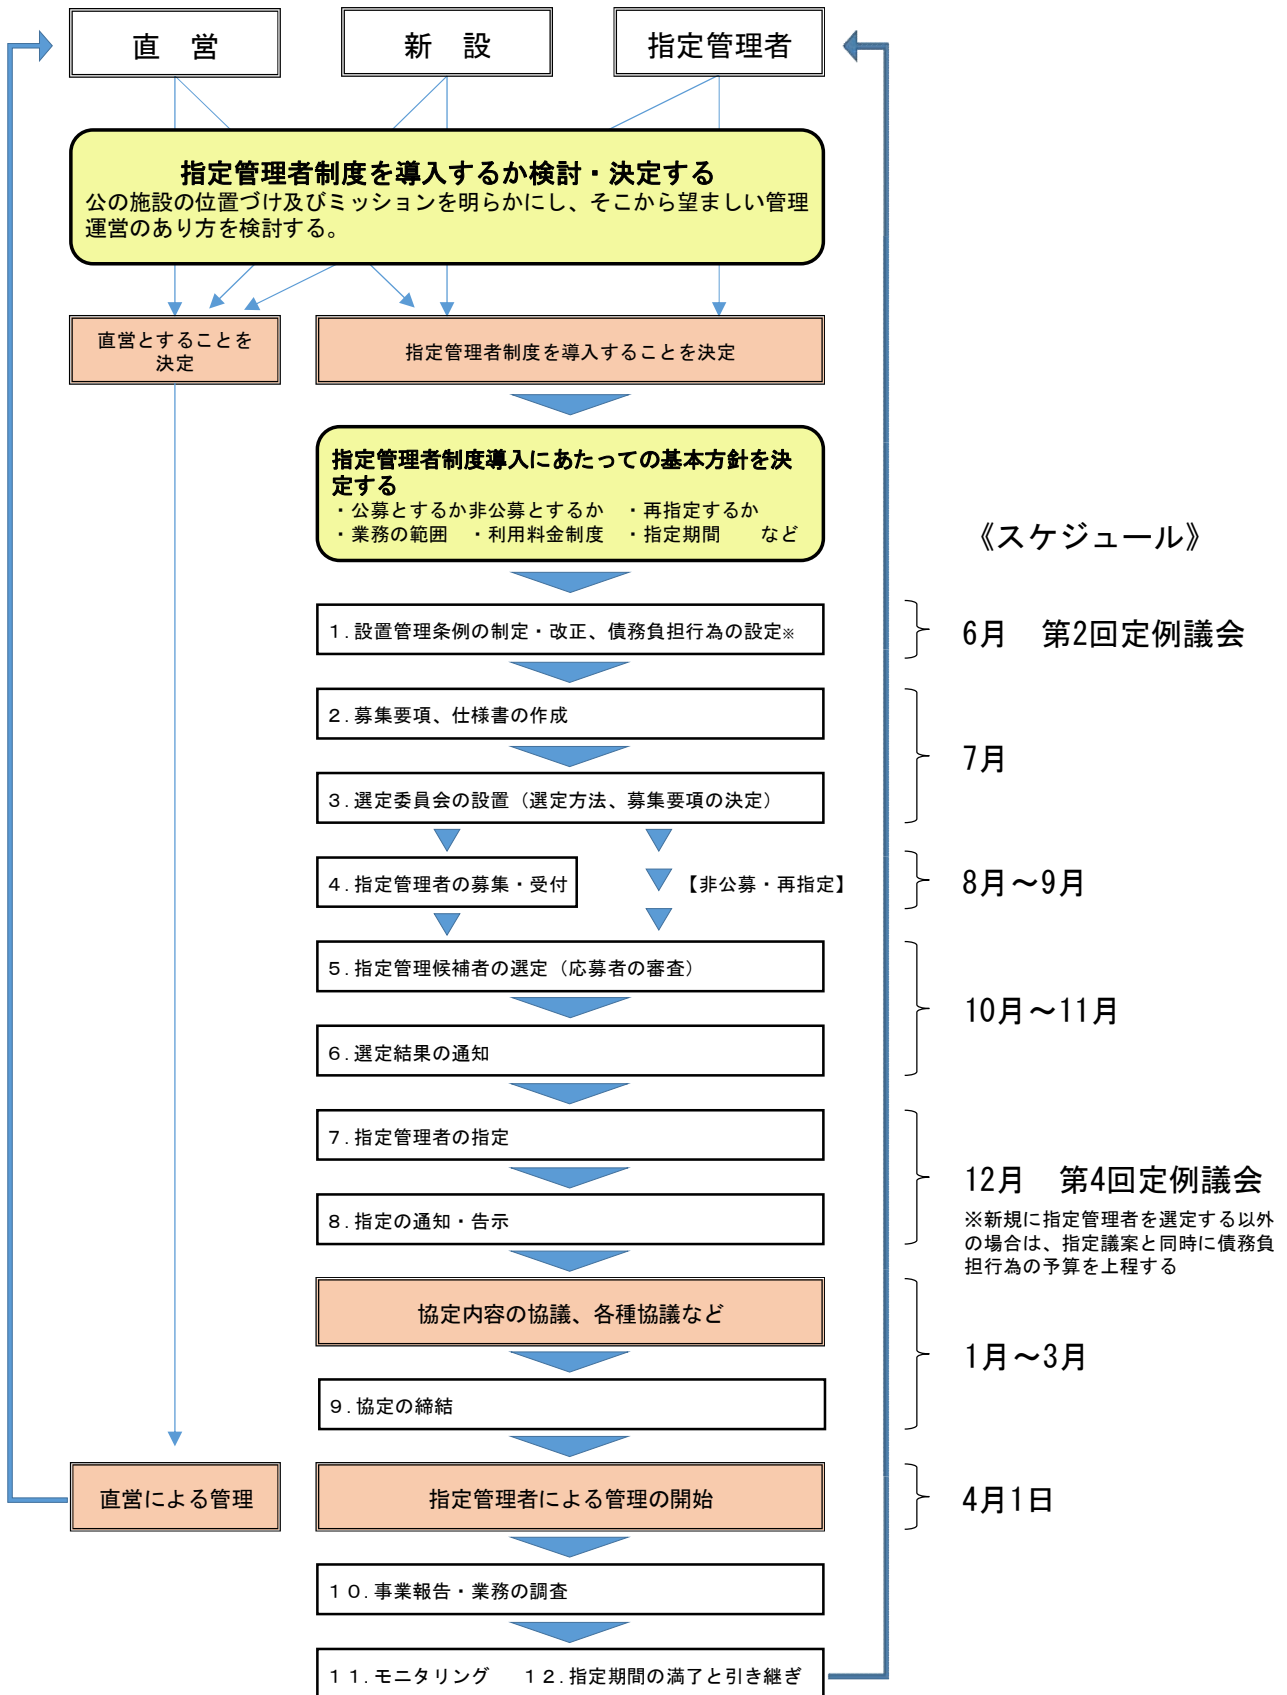 直　営
新　設
指定管理者
指定管理者制度を導入するか検討・決定する
公の施設の位置づけ及びミッションを明らかにし、そこから望ましい管理
運営のあり方を検討する。
直営とすることを
決定
指定管理者制度を導入することを決定
指定管理者制度導入にあたっての基本方針を決
定する
・公募とするか非公募とするか　・再指定するか
・業務の範囲　・利用料金制度　・指定期間　　など
《スケジュール》
１.設置管理条例の制定・改正、債務負担行為の設定※
6月　第2回定例議会
２.募集要項、仕様書の作成
7月
３.選定委員会の設置（選定方法、募集要項の決定）
４.指定管理者の募集・受付
【非公募・再指定】
8月～9月
５.指定管理候補者の選定（応募者の審査）
10月～11月
６.選定結果の通知
７.指定管理者の指定
12月　第4回定例議会
８.指定の通知・告示
※新規に指定管理者を選定する以外
の場合は、指定議案と同時に債務負
担行為の予算を上程する
協定内容の協議、各種協議など
1月～3月
９.協定の締結
直営による管理
指定管理者による管理の開始
4月1日
１０.事業報告・業務の調査
１１.モニタリング　　１２.指定期間の満了と引き継ぎ